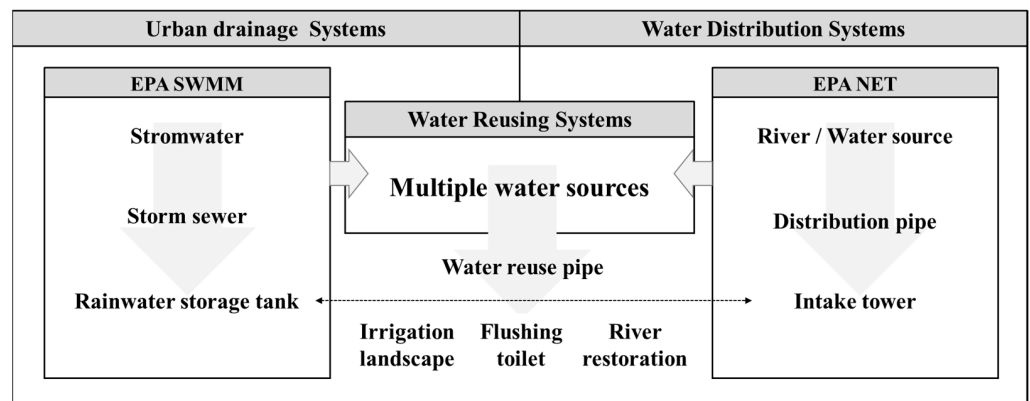 Urban drainage Systems
Water Distribution Systems
EPA SWMM
Stromwater
Storm sewer
Rainwater storage tank
Water Reusing Systems
Multiple water sources
Water reuse pipe
Irrigation
landscape
Flushing
toilet
River
restoration
EPA NET
River / Water source
Distribution pipe
Intake tower